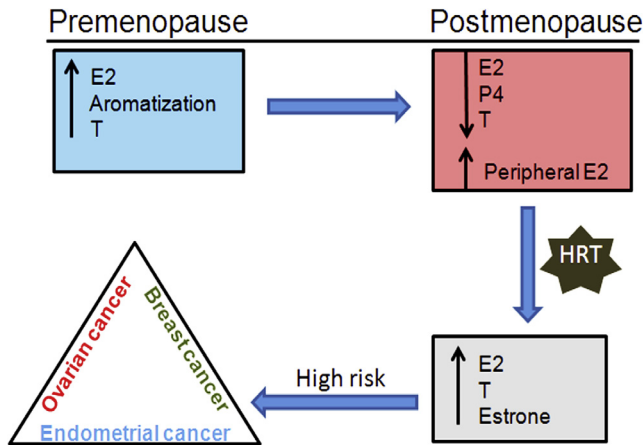 Premenopause
Postmenopause
E2
Aromatization
T
E2
P4
T
Peripheral E2
HRT
E2
T
Estrone
High risk
Ovarian cancer
Breast cancer
Endometrial cancer